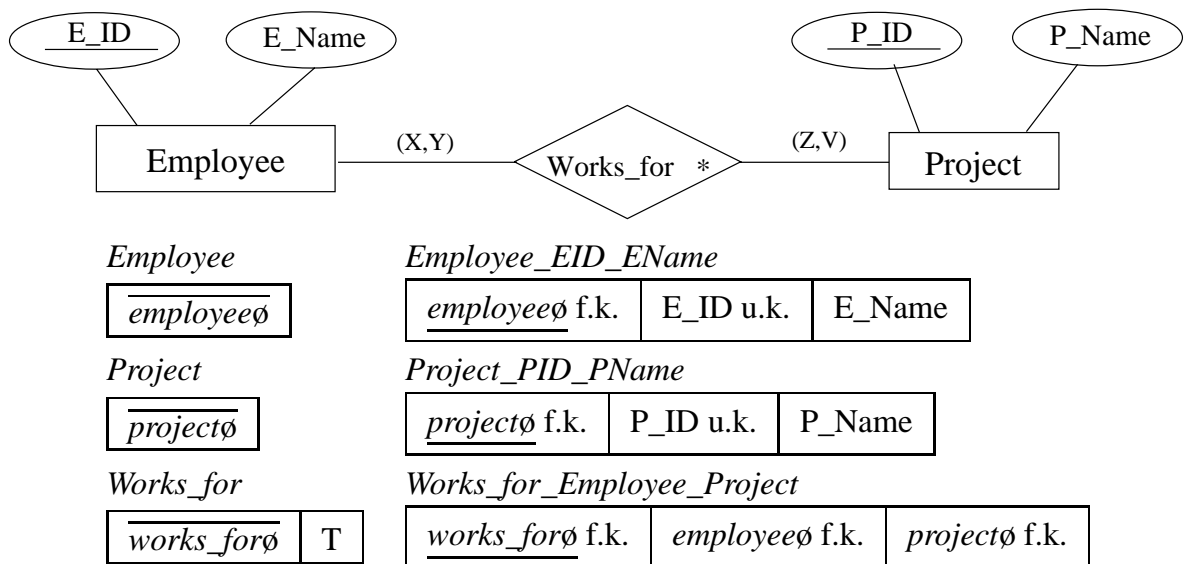 E_ID E_Name P_ID P_Name
(X,Y) (Z,V)
Employee Works_for * Project
Employee Employee_EID_EName
employeeø employeeø f.k. E_ID u.k. E_Name
Project Project_PID_PName
projectø projectø f.k. P_ID u.k. P_Name
Works_for Works_for_Employee_Project
works_forø T works_forø f.k. employeeø f.k. projectø f.k.